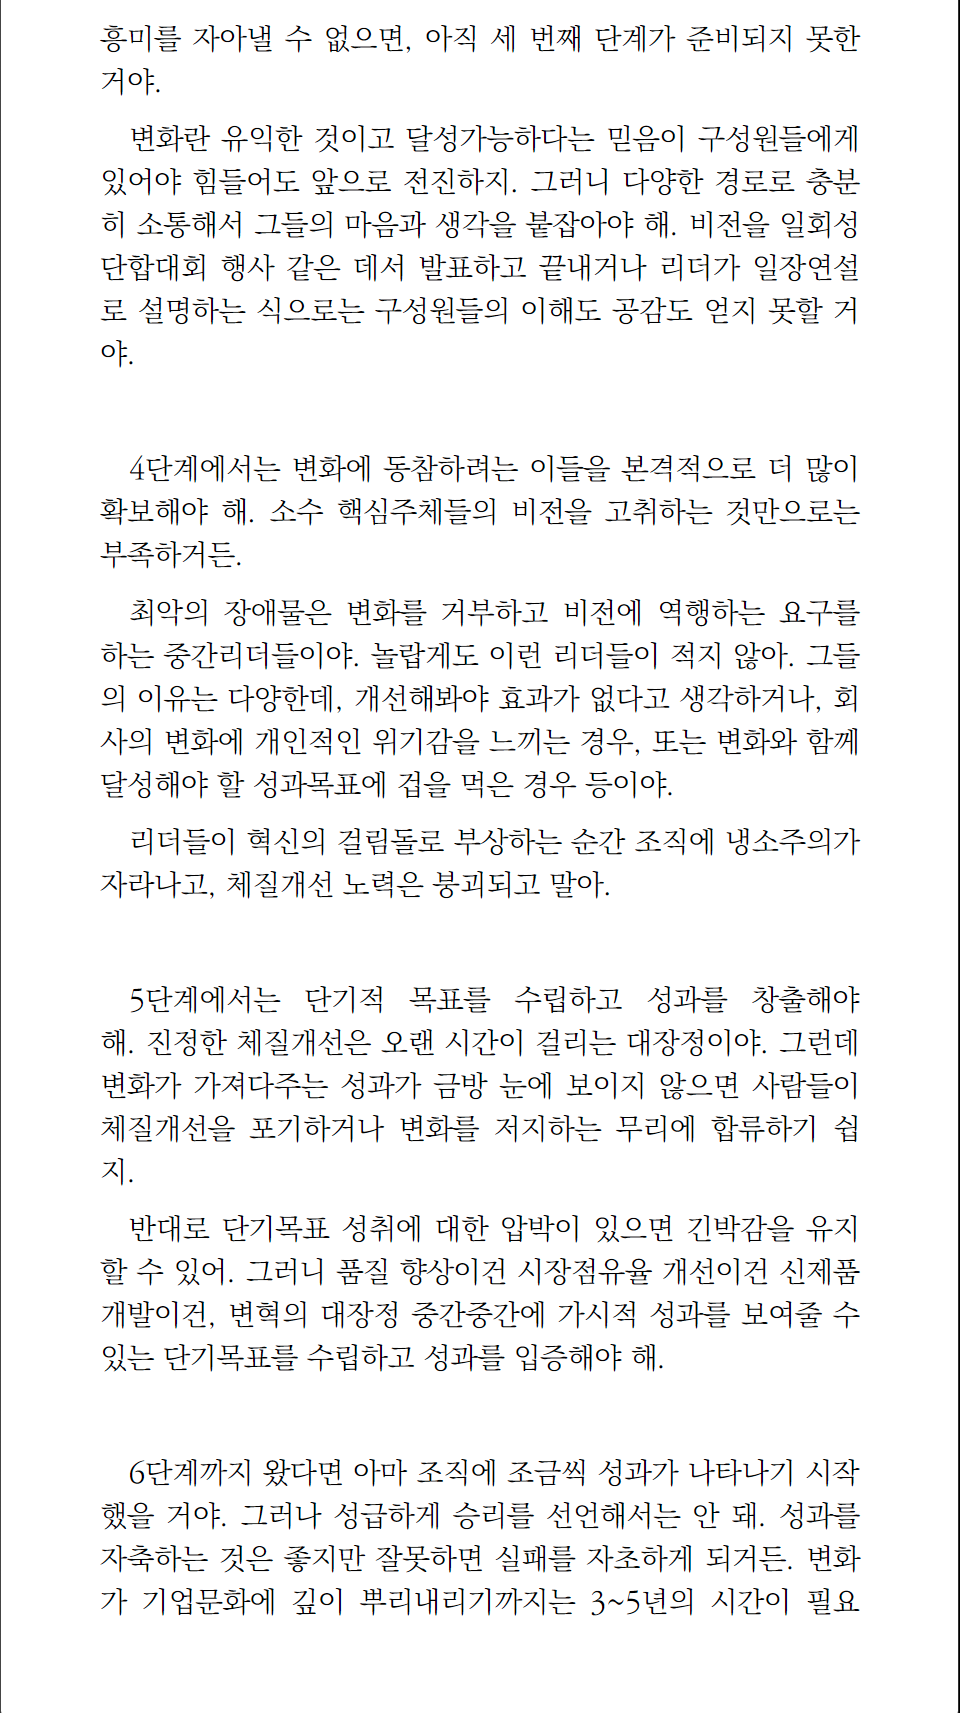 흥미를 자아낼 수 없으면, 아직 세 번째 단계가 준비되지 못한
거야.
변화란 유익한 것이고 달성가능하다는 믿음이 구성원들에게
있어야 힘들어도 앞으로 전진하지. 그러니 다양한 경로로 충분
히 소통해서 그들의 마음과 생각을 붙잡아야 해. 비전을 일회성
단합대회 행사 같은 데서 발표하고 끝내거나 리더가 일장연설
로 설명하는 식으로는 구성원들의 이해도 공감도 얻지 못할 거
야.
4단계에서는 변화에 동참하려는 이들을 본격적으로 더 많이
확보해야 해. 소수 핵심주체들의 비전을 고취하는 것만으로는
부족하거든.
최악의 장애물은 변화를 거부하고 비전에 역행하는 요구를
하는 중간리더들이야. 놀랍게도 이런 리더들이 적지 않아. 그들
의 이유는 다양한데, 개선해봐야 효과가 없다고 생각하거나, 회
사의 변화에 개인적인 위기감을 느끼는 경우, 또는 변화와 함께
달성해야 할 성과목표에 겁을 먹은 경우 등이야.
리더들이 혁신의 걸림돌로 부상하는 순간 조직에 냉소주의가
자라나고, 체질개선 노력은 붕괴되고 말아.
5단계에서는 단기적 목표를 수립하고 성과를 창출해야
해. 진정한 체질개선은 오랜 시간이 걸리는 대장정이야. 그런데
변화가 가져다주는 성과가 금방 눈에 보이지 않으면 사람들이
체질개선을 포기하거나 변화를 저지하는 무리에 합류하기 쉽
지.
반대로 단기목표 성취에 대한 압박이 있으면 긴박감을 유지
할 수 있어. 그러니 품질 향상이건 시장점유율 개선이건 신제품
개발이건, 변혁의 대장정 중간중간에 가시적 성과를 보여줄 수
있는 단기목표를 수립하고 성과를 입증해야 해.
6단계까지 왔다면 아마 조직에 조금씩 성과가 나타나기 시작
했을 거야. 그러나 성급하게 승리를 선언해서는 안 돼. 성과를
자축하는 것은 좋지만 잘못하면 실패를 자초하게 되거든. 변화
가 기업문화에 깊이 뿌리내리기까지는 3~5년의 시간이 필요